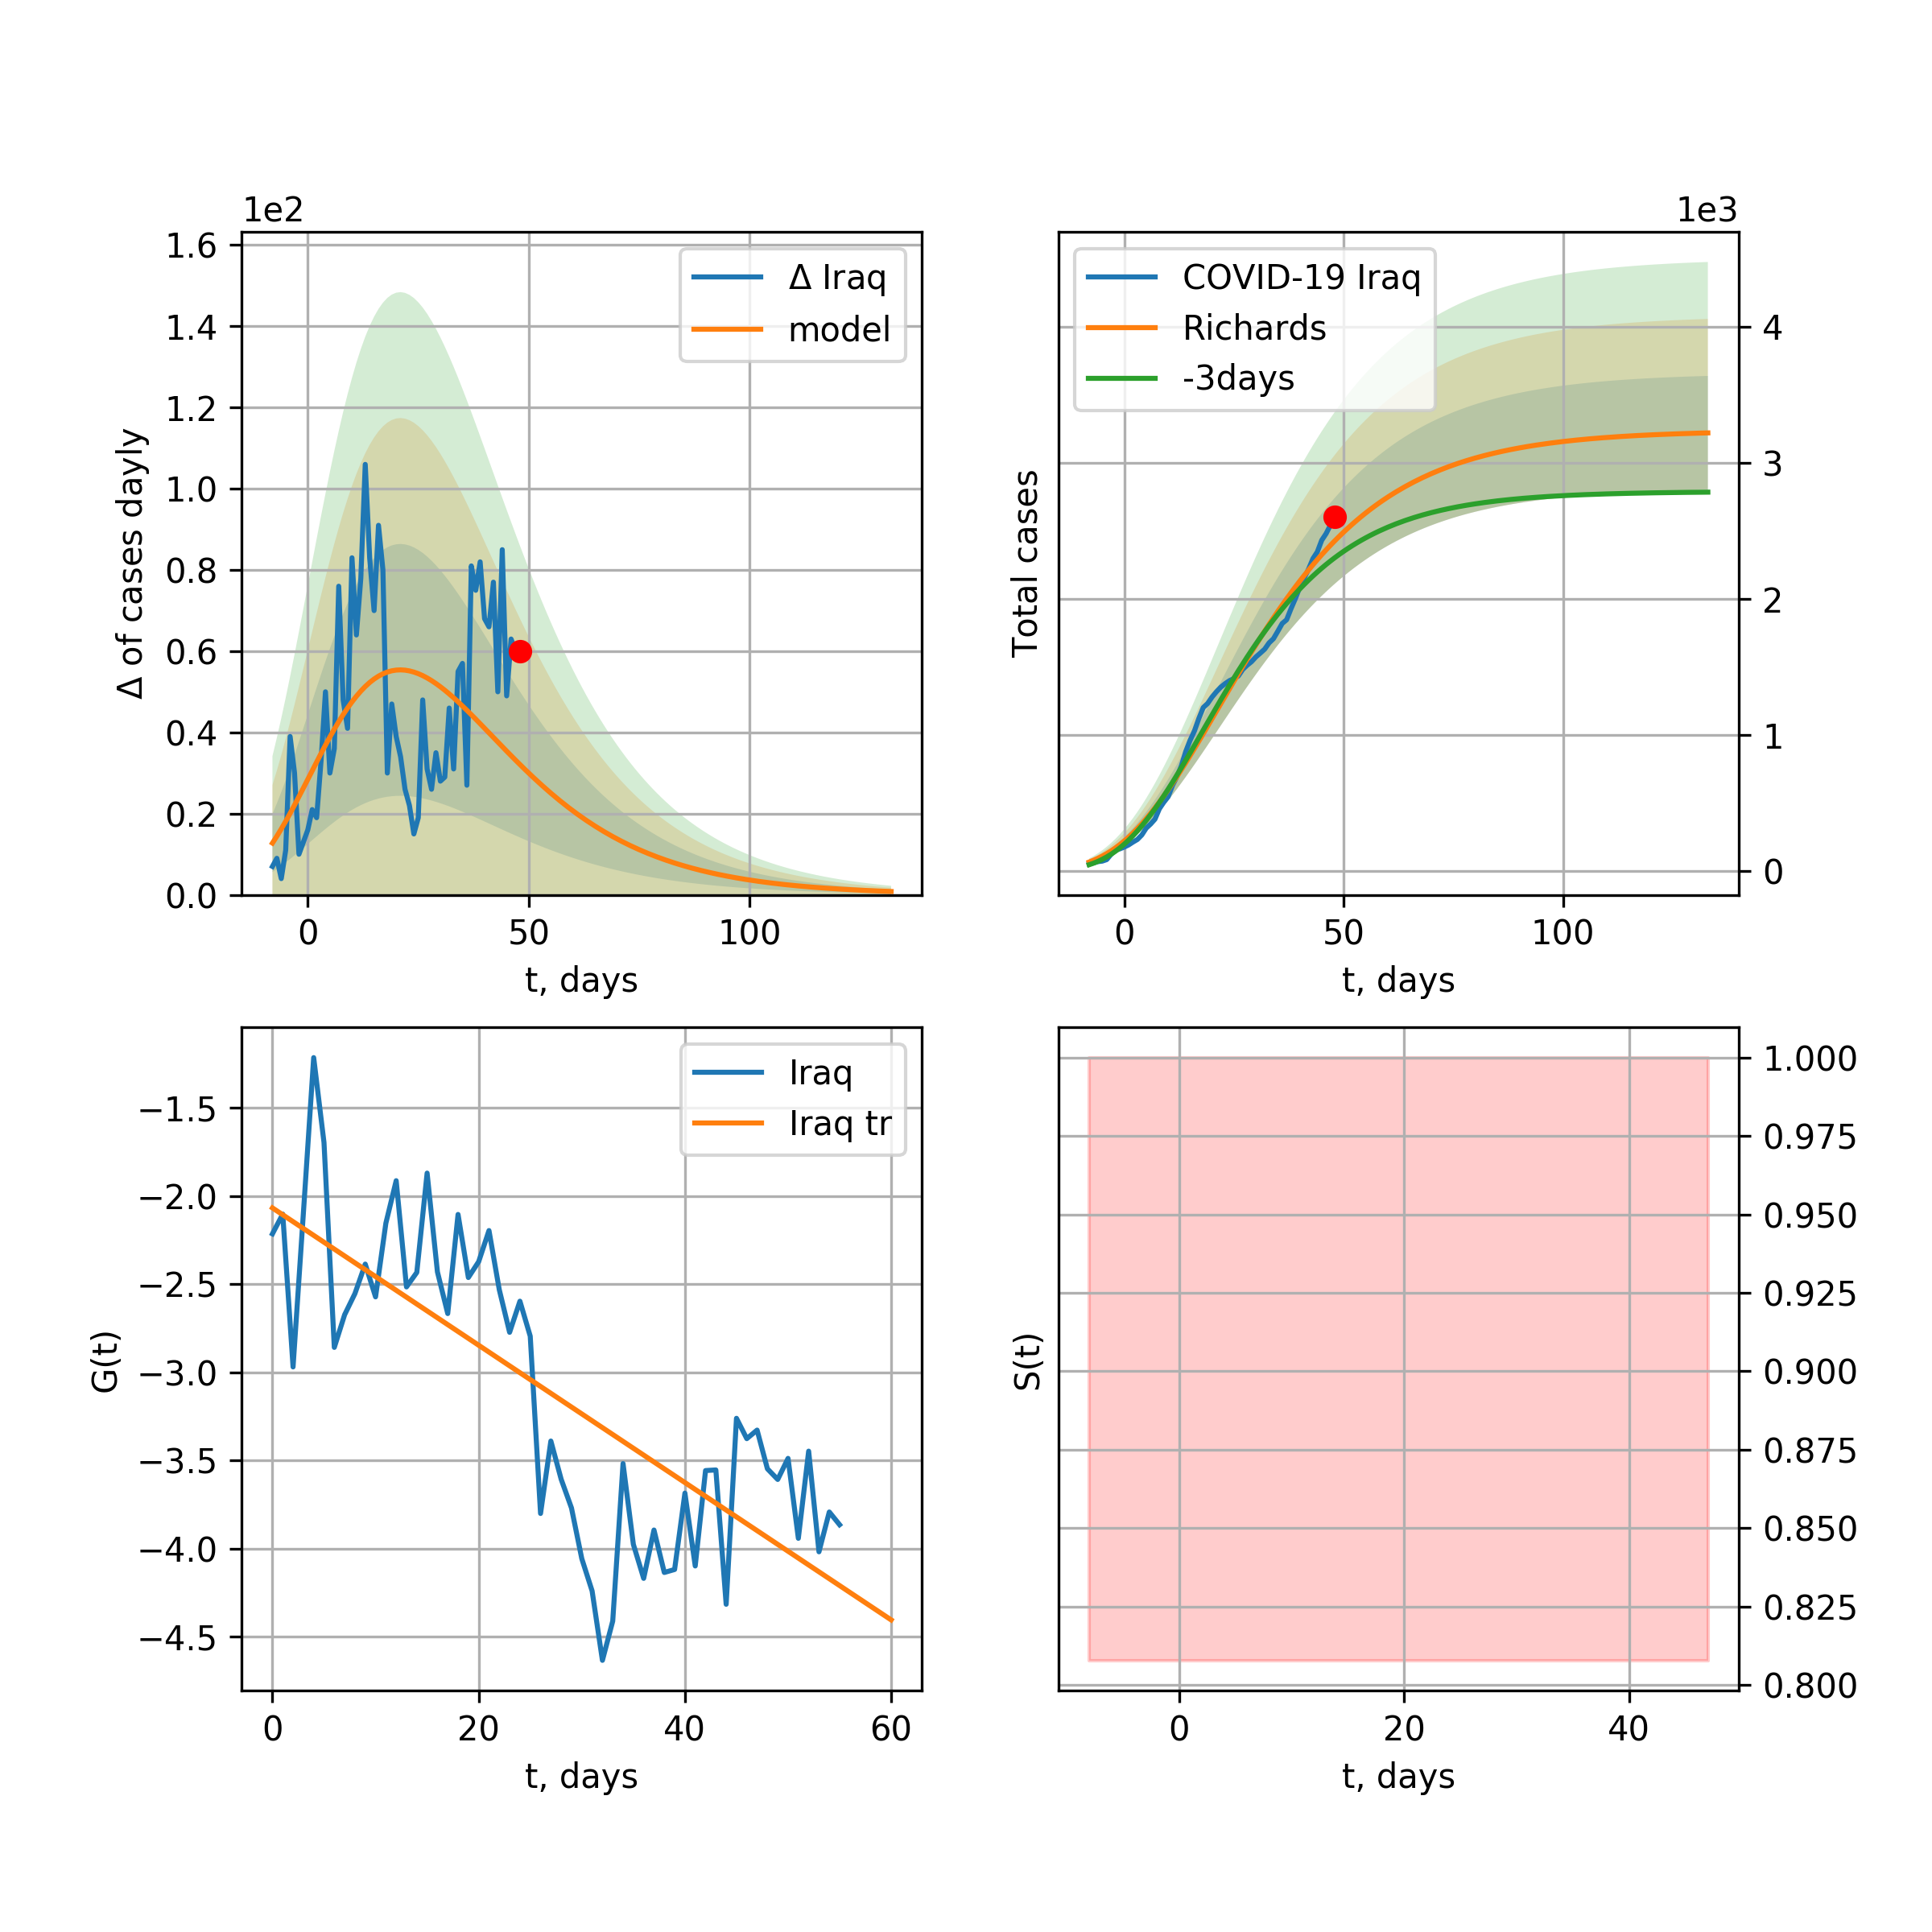 1e2
1.6
1.4
1.2
1.0
0.8
0.6
0.4
0.2
0.0
Δ of cases dayly
0 50 100
t, days
Δ Iraq
model
1e3
COVID-19 Iraq
Richards
-3days
4
3
2
1
0
Total cases
0 50 100
t, days
Iraq
Iraq tr
−1.5
−2.0
−2.5
−3.0
−3.5
−4.0
−4.5
G(t)
0 20 40 60
t, days
1.000
0.975
0.950
0.925
0.900
0.875
0.850
0.825
0.800
S(t)
0 20 40
t, days